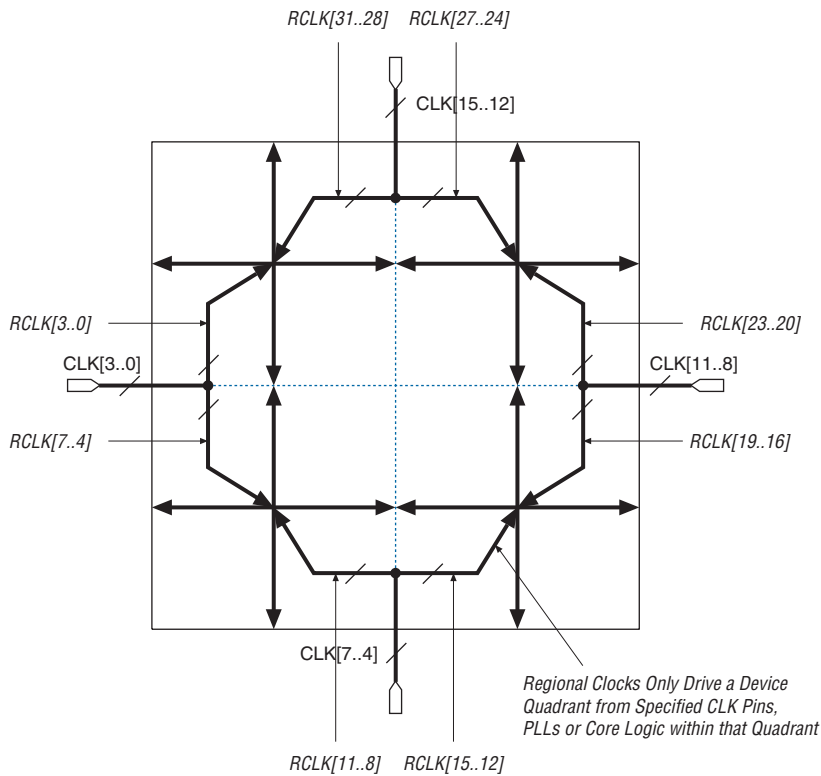 RCLK[31..28]
RCLK[27..24]
CLK[15..12]
RCLK[3..0]
RCLK[23..20]
CLK[3..0]
CLK[11..8]
RCLK[7..4]
RCLK[19..16]
CLK[7..4]
Regional Clocks Only Drive a Device
Quadrant from Specified CLK Pins,
PLLs or Core Logic within that Quadrant
RCLK[11..8]
RCLK[15..12]